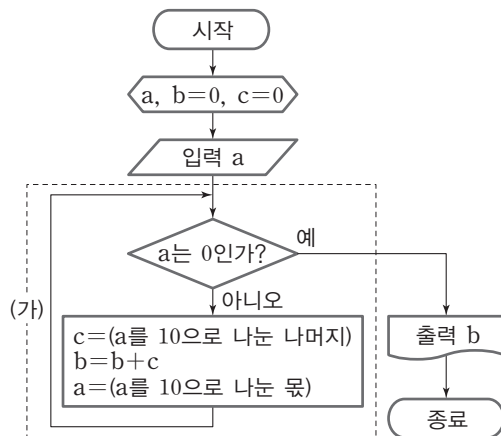 시작
a, b=0, c=0
입력 a
a는 0인가?
예
아니오
(가)
c=(a를 10으로 나눈 나머지)
b=b+c
a=(a를 10으로 나눈 몫)
출력 b
종료